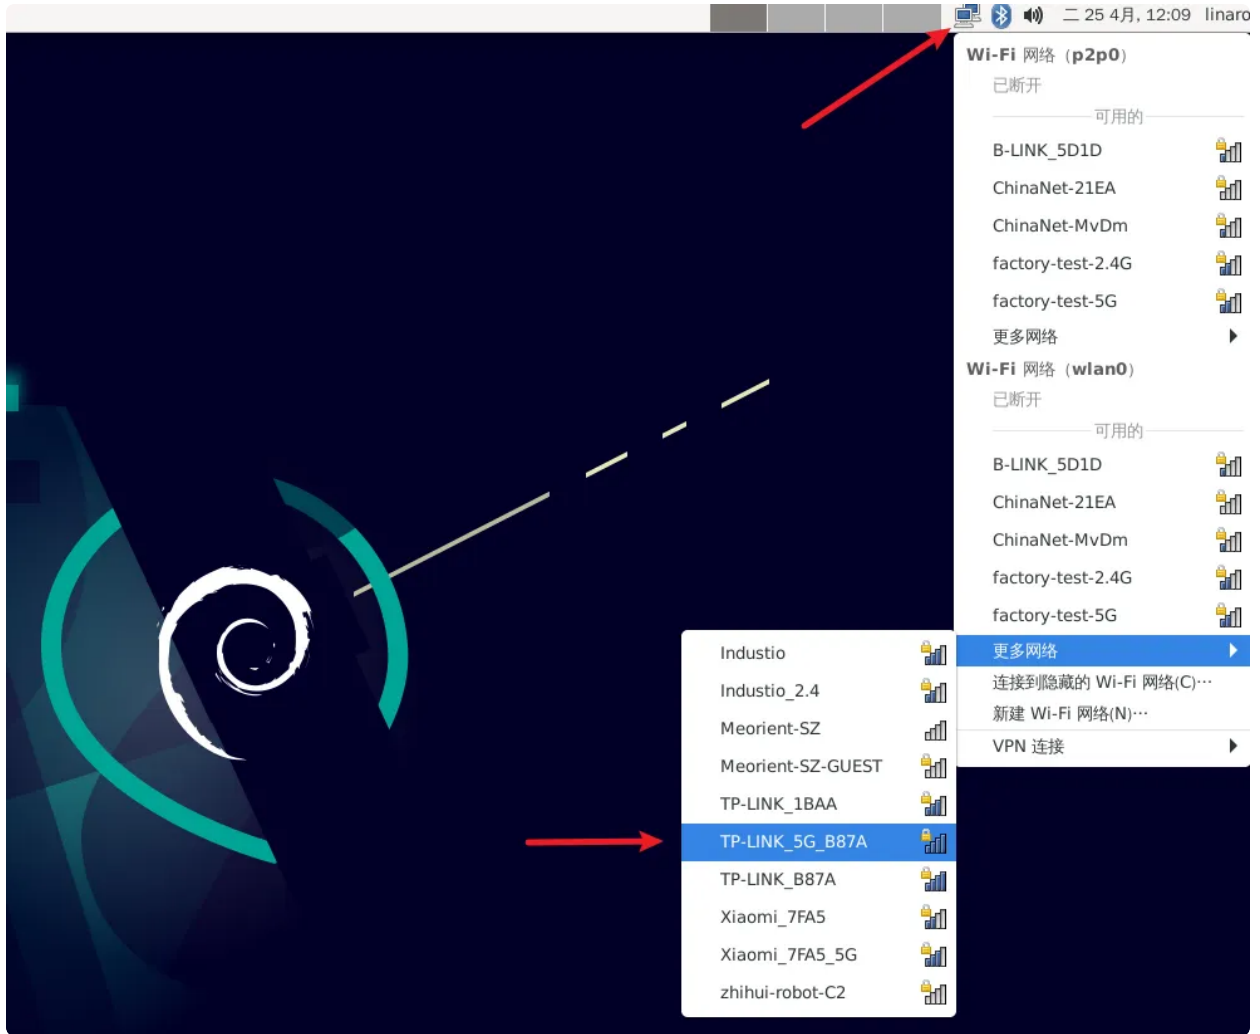 二 25 4月, 12:09 linaro
Wi-Fi 网络（p2p0）
已断开
可用的
B-LINK_5D1D
ChinaNet-21EA
ChinaNet-MvDm
factory-test-2.4G
factory-test-5G
更多网络
Wi-Fi 网络（wlan0）
已断开
可用的
B-LINK_5D1D
ChinaNet-21EA
ChinaNet-MvDm
factory-test-2.4G
factory-test-5G
更多网络
连接到隐藏的 Wi-Fi 网络(C)…
新建 Wi-Fi 网络(N)…
VPN 连接
Industio
Industio_2.4
Meorient-SZ
Meorient-SZ-GUEST
TP-LINK_1BAA
TP-LINK_5G_B87A
TP-LINK_B87A
Xiaomi_7FA5
Xiaomi_7FA5_5G
zhihui-robot-C2